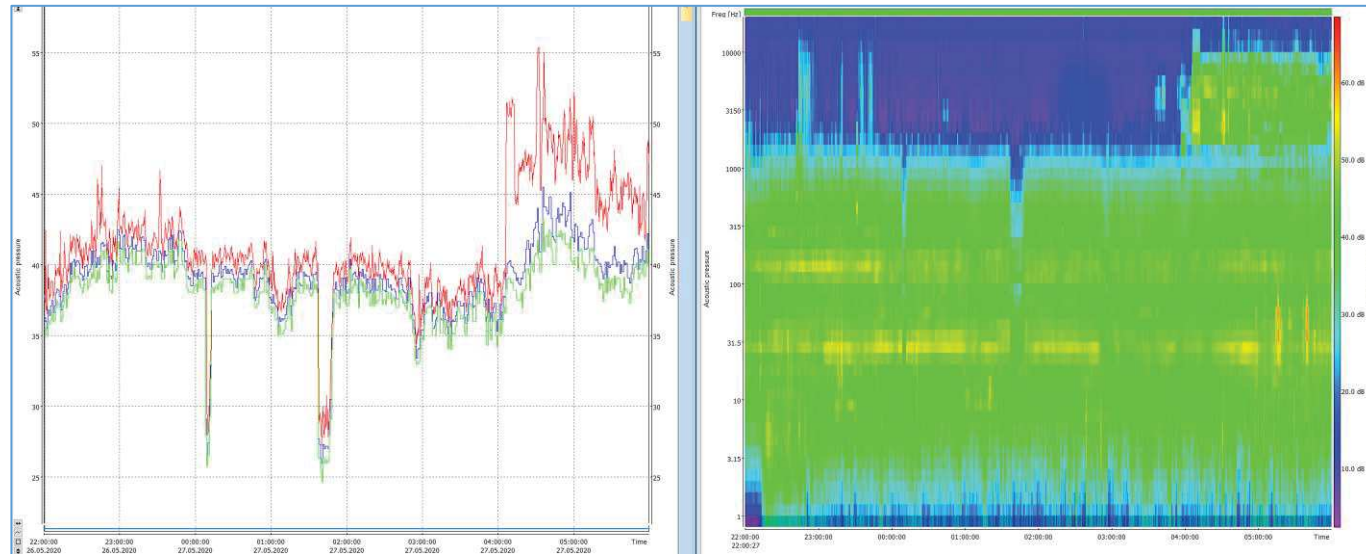 55
50
45
40
35
30
25
Acoustic pressure
Acoustic pressure
55
50
45
40
35
30
25
22:00:00 23:00:00 00:00:00 01:00:00 02:00:00 03:00:00 04:00:00 05:00:00 Time
26.05.2020 26.05.2020 27.05.2020 27.05.2020 27.05.2020 27.05.2020 27.05.2020 27.05.2020
Freq [Hz]
10000
3150
1000
315
100
31.5
10
3.15
1
Acoustic pressure
60.0 dB
50.0 dB
40.0 dB
30.0 dB
20.0 dB
10.0 dB
22:00:00 23:00:00 00:00:00 01:00:00 02:00:00 03:00:00 04:00:00 05:00:00 Time
22:00:27